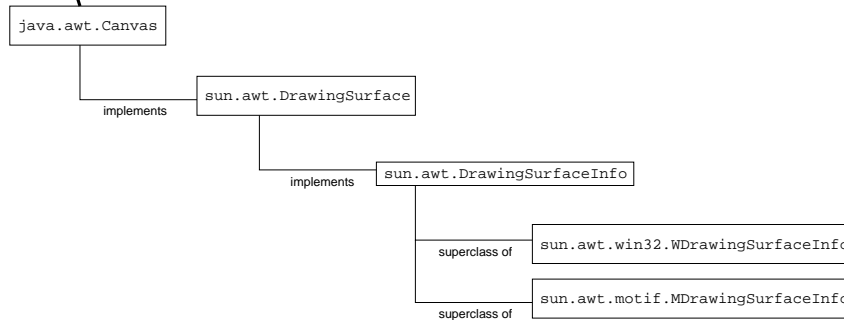 java.awt.Canvas
implements
sun.awt.DrawingSurface
implements
sun.awt.DrawingSurfaceInfo
superclass of
sun.awt.win32.WDrawingSurfaceInfo
superclass of
sun.awt.motif.MDrawingSurfaceInfo